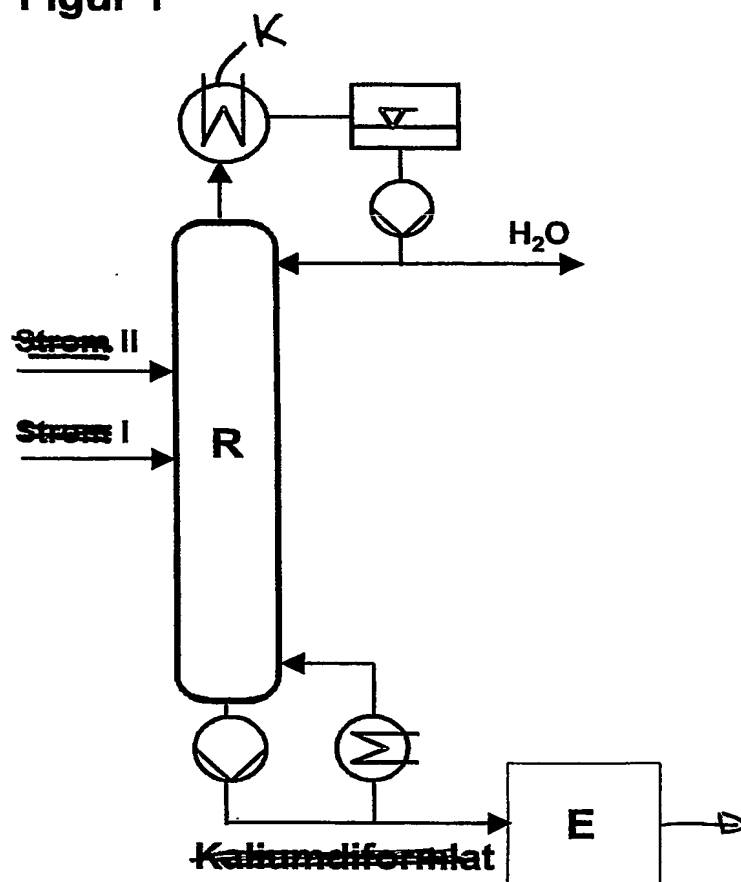 Figur 1
K
H₂O
Strom II
Strom I
R
E
Kaliumdiformiat